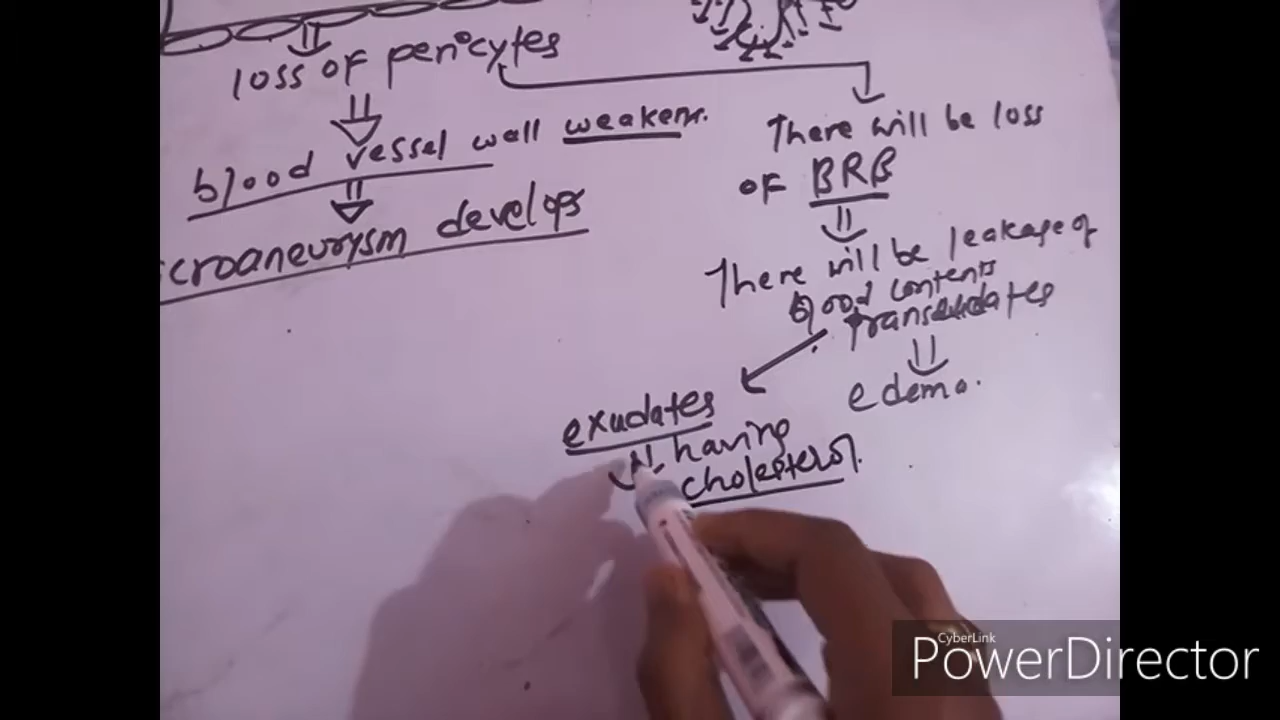 loss of pericytes
blood vessel wall weakens.
croaneurysm develops
There will be loss
of BRB
There will be leakage of
blood contents
Transudates
edema.
exudates
having
cholesterol.
CyberLink
PowerDirector